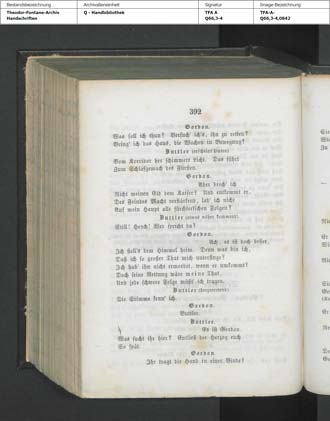 Bestandsbezeichnung Archivalieneinheit Signatur Image-Bezeichnung
Theodor-Fontane-Archiv Q - Handbibliothek TFA A TFA-A-
Handschriften Q66,3-4 Q66,3-4,0842
392
Gordon.
Was soll ich thun? Versuch' ich's, ihn zu retten?
Bring' ich das Haus, die Wachen in Bewegung?
Buttler (erscheint hinten)
Vom Korridor her schimmert Licht. Das führt
Zum Schlafgemach des Fürsten.
Gordon.
Aber brech' ich
Nicht meinen Eid dem Kaiser? Und entkommt er,
Des Feindes Macht verstärkend, lad' ich nicht
Auf mein Haupt alle fürchterlichen Folgen?
Buttler (etwas näher kommend).
Still! Horch! Wer spricht da?
Gordon.
Ach, es ist doch besser,
Ich stell's dem Himmel heim. Denn was bin ich,
Daß ich so großer That mich unterfinge?
Ich hab' ihn nicht ermordet, wenn er umkommt;
Doch seine Rettung wäre meine That,
Und jede schwere Folge müßt' ich tragen.
Buttler (herzutretend).
Die Stimme kenn' ich.
Gordon.
Buttler.
Buttler.
Es ist Gordon.
Was sucht ihr hier? Entließ der Herzog euch
So spät
Gordon.
Ihr tragt die Hand in einer Binde?